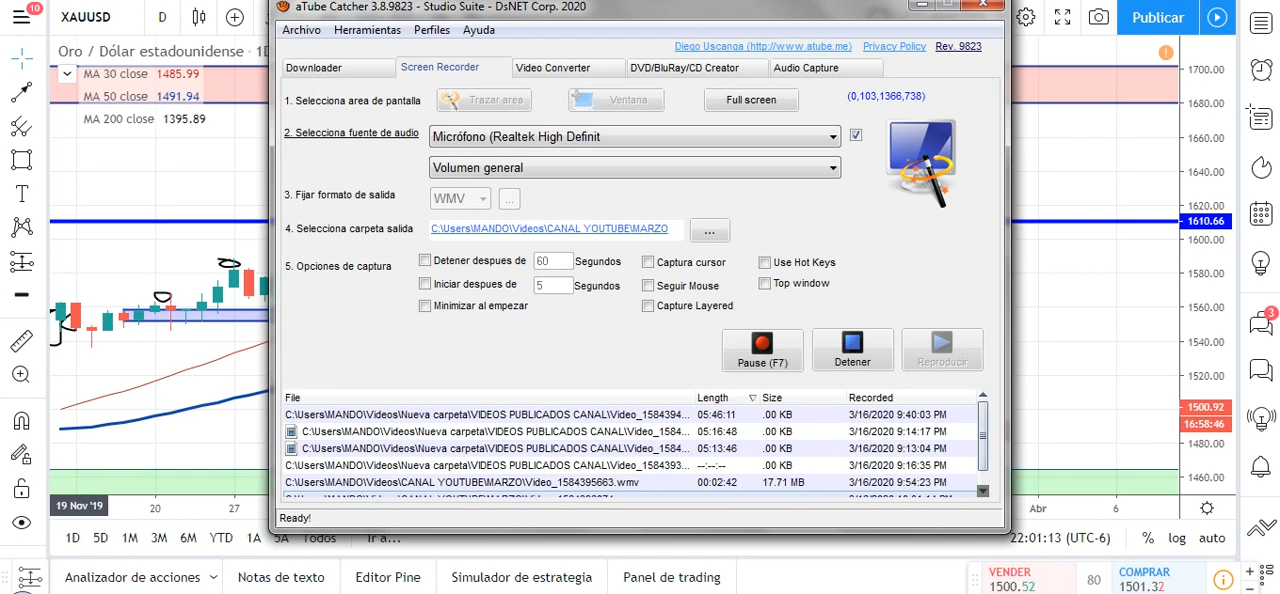 10
XAUUSD
D
Publicar
Oro / Dólar estadounidense · 1D
MA 30 close 1485.99
MA 50 close 1491.94
MA 200 close 1395.89
aTube Catcher 3.8.9823 - Studio Suite - DsNET Corp. 2020
Archivo Herramientas Perfiles Ayuda
Diego Uscanga (http://www.atube.me) Privacy Policy Rev. 9823
Downloader
Screen Recorder
Video Converter
DVD/BluRay/CD Creator
Audio Capture
1. Selecciona area de pantalla
Trazar area
Ventana
Full screen
(0,103,1366,738)
2. Selecciona fuente de audio
Micrófono (Realtek High Definit
Volumen general
3. Fijar formato de salida
WMV
...
4. Selecciona carpeta salida
C:\Users\MANDO\Videos\CANAL YOUTUBE\MARZO
...
5. Opciones de captura
Detener despues de 60 Segundos
Captura cursor
Use Hot Keys
Iniciar despues de 5 Segundos
Seguir Mouse
Top window
Minimizar al empezar
Capture Layered
Pause (F7)
Detener
Reproducir
File Length Size Recorded
C:\Users\MANDO\Videos\Nueva carpeta\VIDEOS PUBLICADOS CANAL\Video_1584394... 05:46:11 .00 KB 3/16/2020 9:40:03 PM
C:\Users\MANDO\Videos\Nueva carpeta\VIDEOS PUBLICADOS CANAL\Video_1584... 05:16:48 .00 KB 3/16/2020 9:14:17 PM
C:\Users\MANDO\Videos\Nueva carpeta\VIDEOS PUBLICADOS CANAL\Video_1584... 05:13:46 .00 KB 3/16/2020 9:13:04 PM
C:\Users\MANDO\Videos\Nueva carpeta\VIDEOS PUBLICADOS CANAL\Video_1584393... --:--:-- .00 KB 3/16/2020 9:16:35 PM
C:\Users\MANDO\Videos\CANAL YOUTUBE\MARZO\Video_1584395663.wmv 00:02:42 17.71 MB 3/16/2020 9:54:23 PM
Ready!
1700.00
1680.00
1660.00
1640.00
1620.00
1610.66
1600.00
1580.00
1560.00
1540.00
1520.00
1500.92
16:58:46
1480.00
1460.00
3
19 Nov '19
20
27
Abr
6
1D 5D 1M 3M 6M YTD 1A 5A Todos Ir a...
22:01:13 (UTC-6)
% log auto
Analizador de acciones
Notas de texto
Editor Pine
Simulador de estrategia
Panel de trading
VENDER
1500.52
80
COMPRAR
1501.32